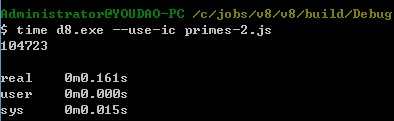 Administrator@YOUDAO-PC /c/jobs/v8/v8/build/Debug
$ time d8.exe --use-ic primes-2.js
104723
real 0m0.161s
user 0m0.000s
sys 0m0.015s